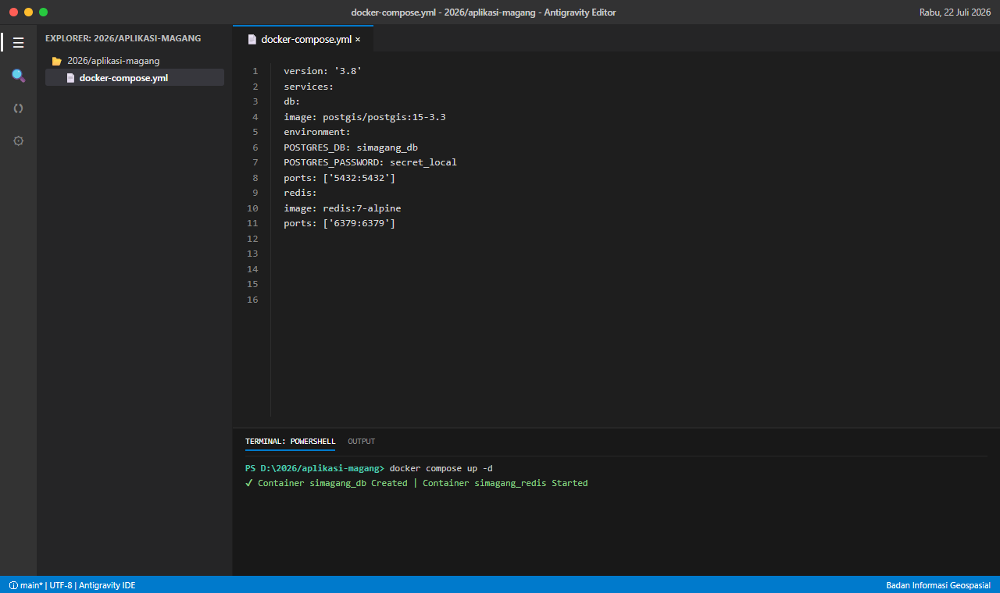 docker-compose.yml - 2026/aplikasi-magang - Antigravity Editor
Rabu, 22 Juli 2026
EXPLORER: 2026/APLIKASI-MAGANG
2026/aplikasi-magang
docker-compose.yml
docker-compose.yml ×
1 version: '3.8'
2 services:
3 db:
4 image: postgis/postgis:15-3.3
5 environment:
6 POSTGRES_DB: simagang_db
7 POSTGRES_PASSWORD: secret_local
8 ports: ['5432:5432']
9 redis:
10 image: redis:7-alpine
11 ports: ['6379:6379']
12
13
14
15
16
TERMINAL: POWERSHELL OUTPUT
PS D:\2026/aplikasi-magang> docker compose up -d
✓ Container simagang_db Created | Container simagang_redis Started
ⓘ main* | UTF-8 | Antigravity IDE
Badan Informasi Geospasial